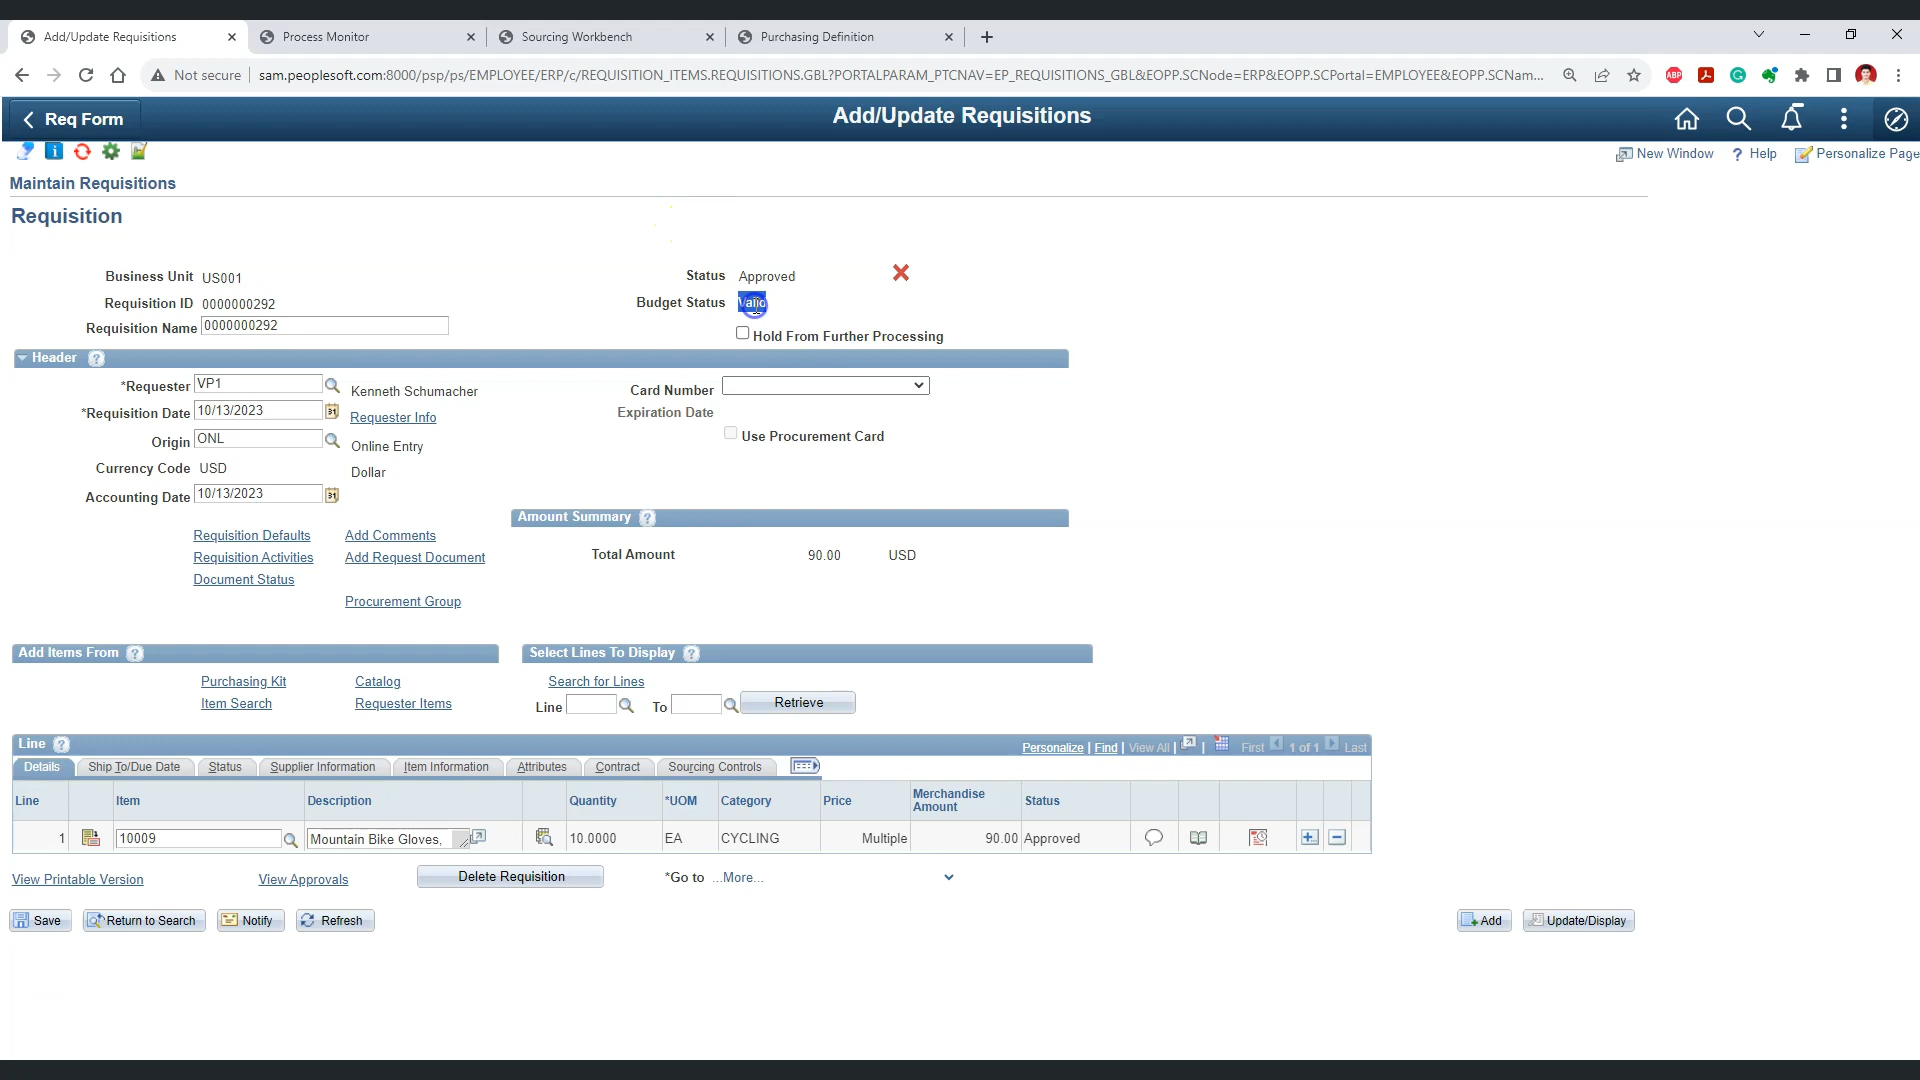 Add/Update Requisitions
Process Monitor
Sourcing Workbench
Purchasing Definition
Not secure
sam.peoplesoft.com:8000/psp/ps/EMPLOYEE/ERP/c/REQUISITION_ITEMS.REQUISITIONS.GBL?PORTALPARAM_PTCNAV=EP_REQUISITIONS_GBL&EOPP.SCNode=ERP&EOPP.SCPortal=EMPLOYEE&EOPP.SCNam...
ABP
Req Form
Add/Update Requisitions
New Window
? Help
Personalize Page
Maintain Requisitions
Requisition
Business Unit US001
Status Approved
Requisition ID 0000000292
Budget Status Valid
Requisition Name 0000000292
Hold From Further Processing
Header ?
*Requester VP1
Kenneth Schumacher
Card Number
*Requisition Date 10/13/2023
31
Requester Info
Expiration Date
Origin ONL
Online Entry
Use Procurement Card
Currency Code USD
Dollar
Accounting Date 10/13/2023
31
Amount Summary ?
Requisition Defaults
Add Comments
Requisition Activities
Add Request Document
Total Amount 90.00 USD
Document Status
Procurement Group
Add Items From ?
Select Lines To Display ?
Purchasing Kit
Catalog
Search for Lines
Item Search
Requester Items
Line
To
Retrieve
Line ?
Personalize | Find | View All | | First 1 of 1 Last
Details
Ship To/Due Date
Status
Supplier Information
Item Information
Attributes
Contract
Sourcing Controls
Line
Item
Description
Quantity
*UOM
Category
Price
Merchandise Amount
Status
1
10009
Mountain Bike Gloves,
10.0000
EA
CYCLING
Multiple
90.00
Approved
View Printable Version
View Approvals
Delete Requisition
*Go to ...More...
Save
Return to Search
Notify
Refresh
Add
Update/Display